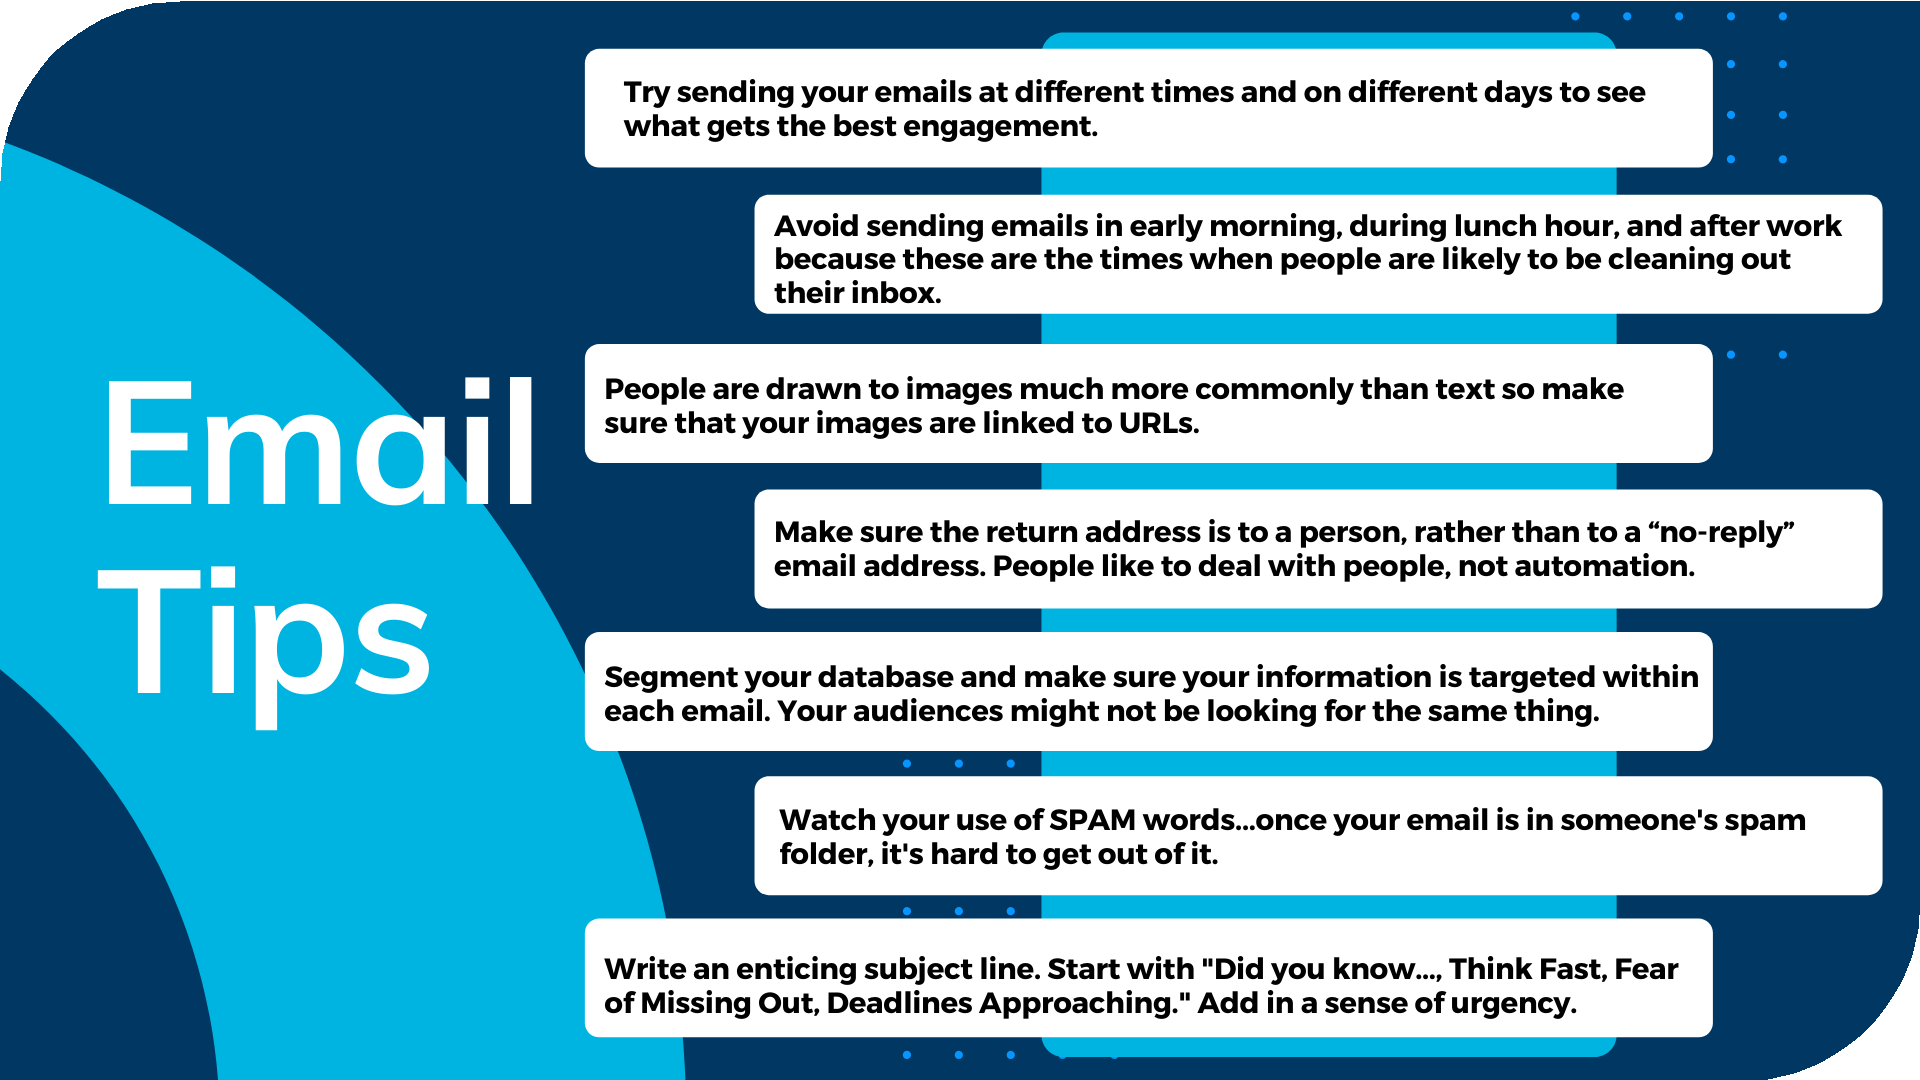 Email
Tips
Try sending your emails at different times and on different days to see
what gets the best engagement.
Avoid sending emails in early morning, during lunch hour, and after work
because these are the times when people are likely to be cleaning out
their inbox.
People are drawn to images much more commonly than text so make
sure that your images are linked to URLs.
Make sure the return address is to a person, rather than to a “no-reply”
email address. People like to deal with people, not automation.
Segment your database and make sure your information is targeted within
each email. Your audiences might not be looking for the same thing.
Watch your use of SPAM words...once your email is in someone's spam
folder, it's hard to get out of it.
Write an enticing subject line. Start with "Did you know..., Think Fast, Fear
of Missing Out, Deadlines Approaching." Add in a sense of urgency.